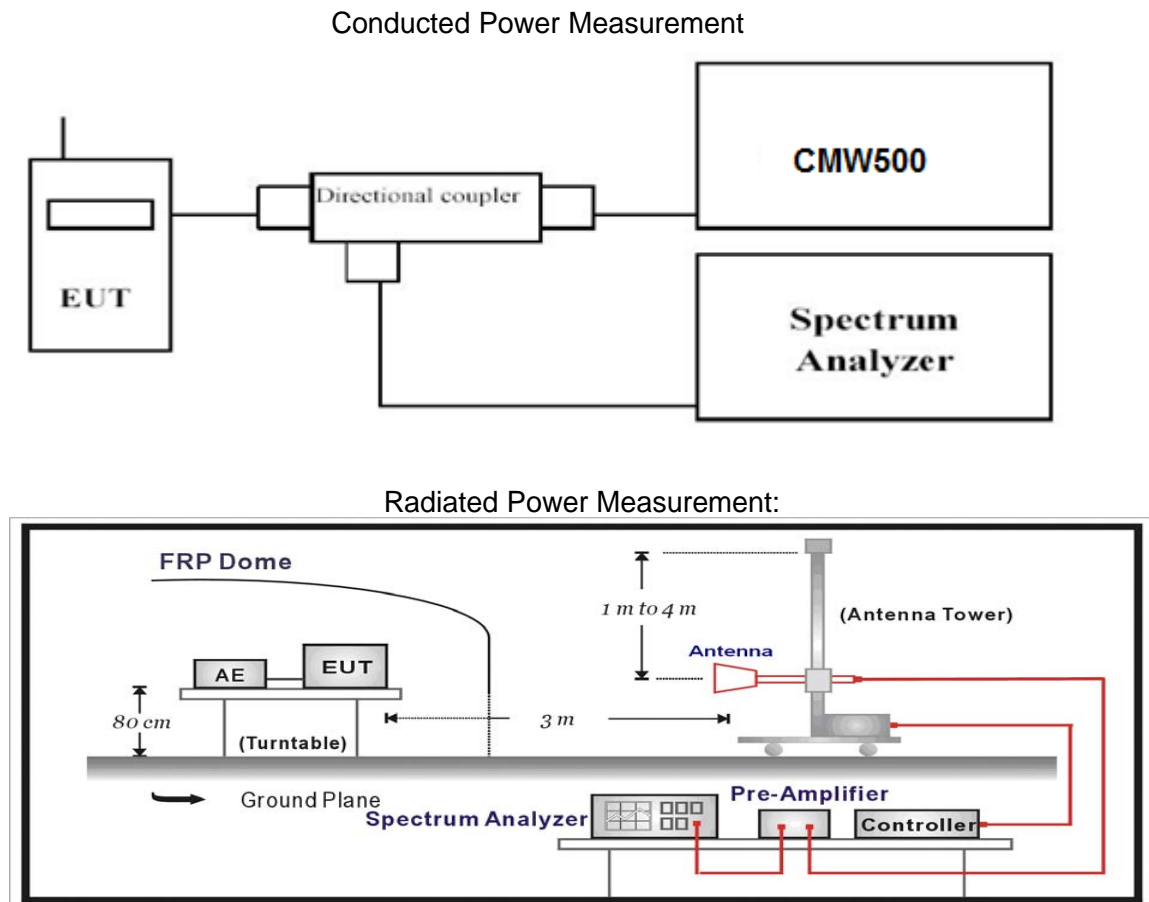 Conducted Power Measurement
CMW500
Directional coupler
EUT
Spectrum
Analyzer
Radiated Power Measurement:
FRP Dome
1 m to 4 m
(Antenna Tower)
Antenna
AE
EUT
80 cm
3 m
(Turntable)
Ground Plane
Pre-Amplifier
Spectrum Analyzer
Controller